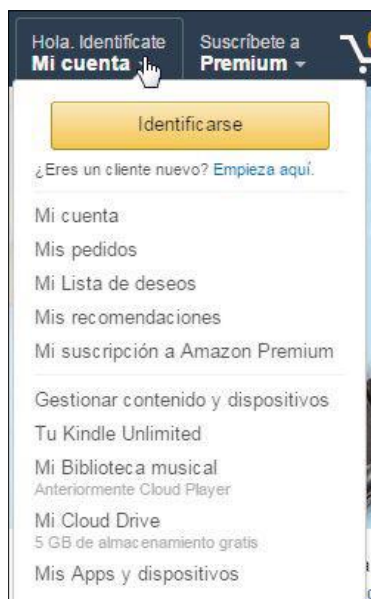 Hola. Identifícate
Mi cuenta
Suscríbete a
Premium
Identificarse
¿Eres un cliente nuevo? Empieza aquí.
Mi cuenta
Mis pedidos
Mi Lista de deseos
Mis recomendaciones
Mi suscripción a Amazon Premium
Gestionar contenido y dispositivos
Tu Kindle Unlimited
Mi Biblioteca musical
Anteriormente Cloud Player
Mi Cloud Drive
5 GB de almacenamiento gratis
Mis Apps y dispositivos